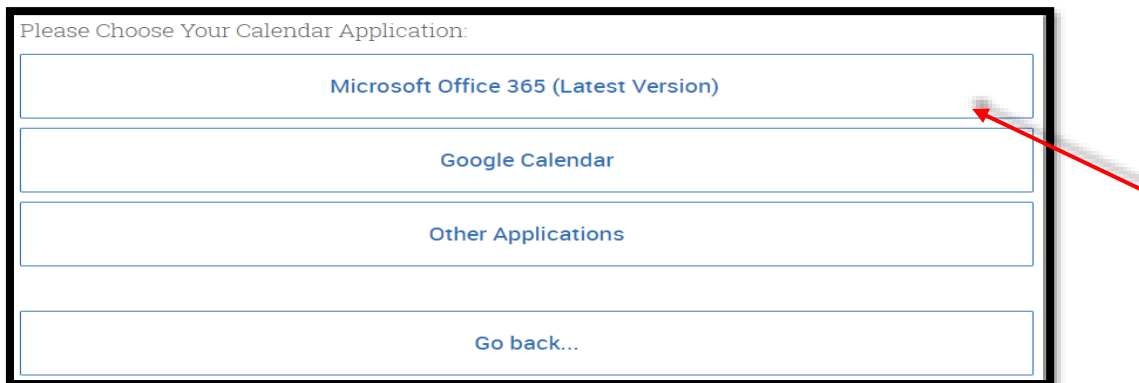 Please Choose Your Calendar Application:
Microsoft Office 365 (Latest Version)
Google Calendar
Other Applications
Go back...